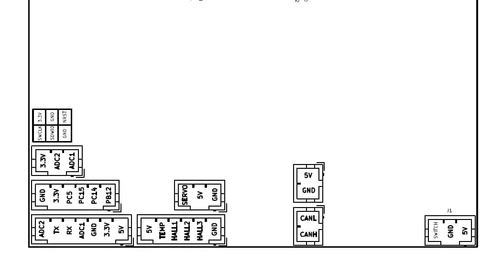 3.3V GND NRST
SWCLK SWDIO GND
3.3V ADC2 ADC1
GND 3.3V PC5 PC15 PC14 PB12
SERVO 5V GND
5V
GND
ADC2 TX RX ADC1 GND 3.3V 5V
5V TEMP HALL1 HALL2 HALL3 GND
CANL
CANH
J1
SWITCH GND 5V